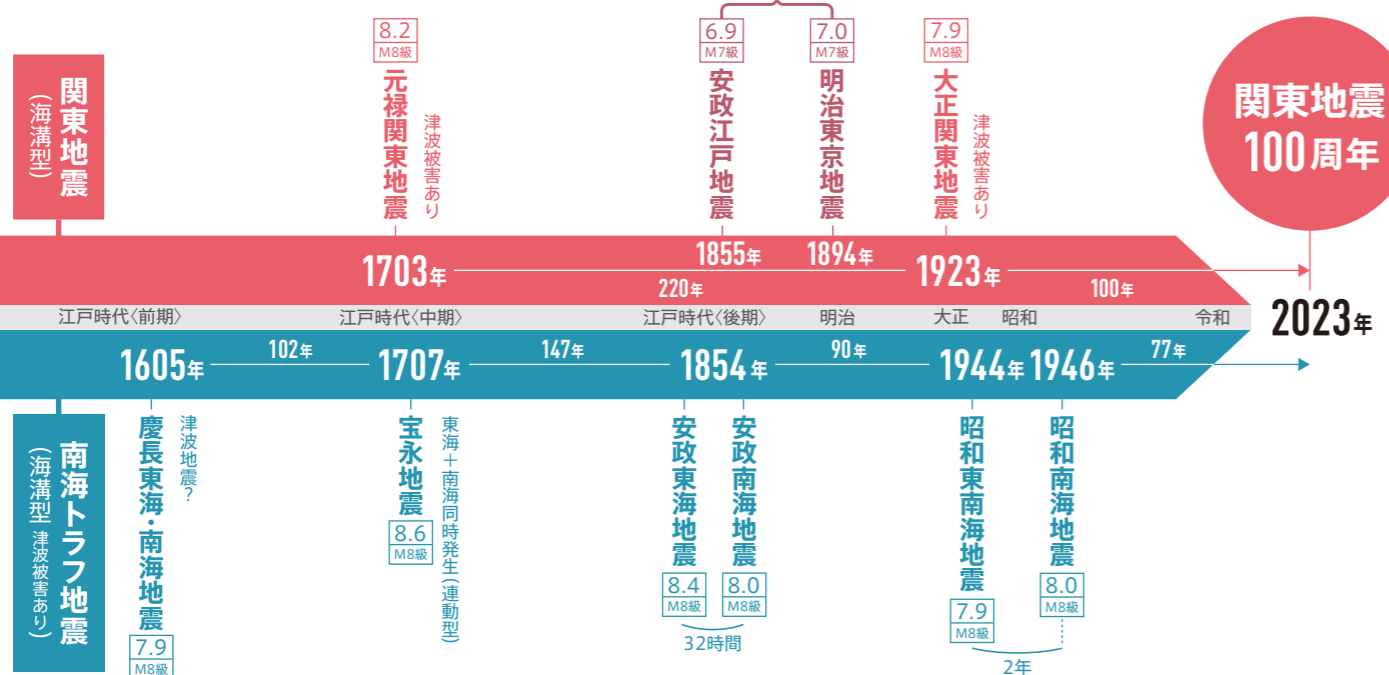 関東地震
(海溝型)
8.2
M8級
元禄関東地震
津波被害あり
6.9
M7級
安政江戸地震
7.0
M7級
明治東京地震
7.9
M8級
大正関東地震
津波被害あり
関東地震
100周年
1703年
1855年
1894年
1923年
220年
100年
江戸時代〈前期〉
江戸時代〈中期〉
江戸時代〈後期〉
明治
大正
昭和
令和
2023年
1605年
102年
1707年
147年
1854年
90年
1944年
1946年
77年
南海トラフ地震
(海溝型 津波被害あり)
慶長東海・南海地震
津波地震?
7.9
M8級
宝永地震
8.6
M8級
東海+南海同時発生(連動型)
安政東海地震
8.4
M8級
安政南海地震
8.0
M8級
32時間
昭和東南海地震
7.9
M8級
昭和南海地震
8.0
M8級
2年